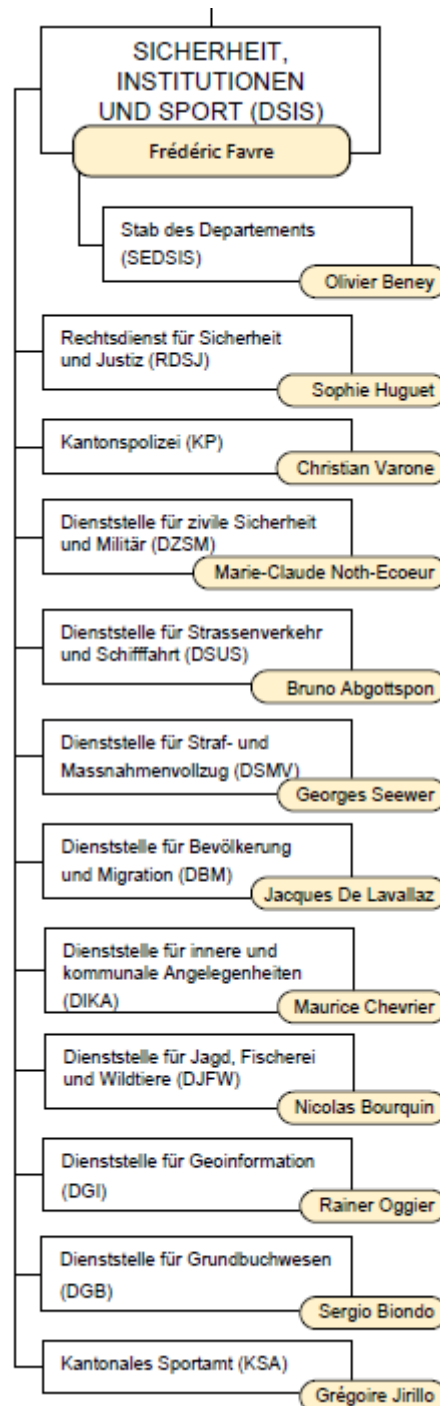 SICHERHEIT,
INSTITUTIONEN
UND SPORT (DSIS)
Frédéric Favre
Stab des Departements
(SEDSIS)
Olivier Beney
Rechtsdienst für Sicherheit
und Justiz (RDSJ)
Sophie Huguet
Kantonspolizei (KP)
Christian Varone
Dienststelle für zivile Sicherheit
und Militär (DZSM)
Marie-Claude Noth-Ecoeur
Dienststelle für Strassenverkehr
und Schifffahrt (DSUS)
Bruno Abgottspon
Dienststelle für Straf- und
Massnahmenvollzug (DSMV)
Georges Seewer
Dienststelle für Bevölkerung
und Migration (DBM)
Jacques De Lavallaz
Dienststelle für innere und
kommunale Angelegenheiten
(DIKA)
Maurice Chevrier
Dienststelle für Jagd, Fischerei
und Wildtiere (DJFW)
Nicolas Bourquin
Dienststelle für Geoinformation
(DGI)
Rainer Oggier
Dienststelle für Grundbuchwesen
(DGB)
Sergio Biondo
Kantonales Sportamt (KSA)
Grégoire Jirillo